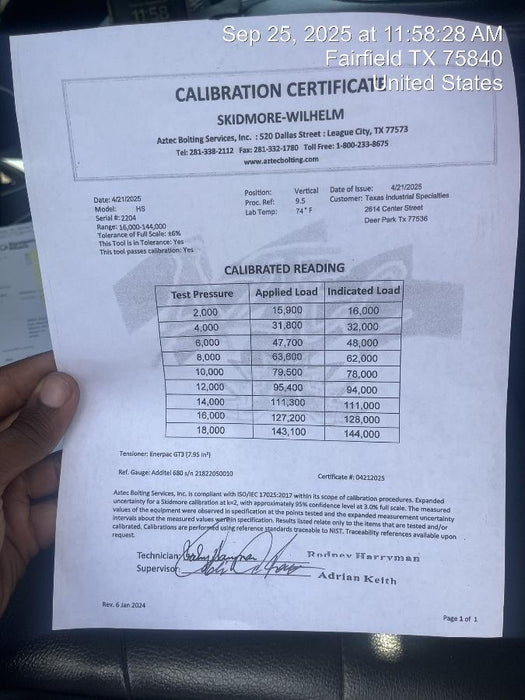 Sep 25, 2025 at 11:58:28 AM
Fairfield TX 75840
United States
CALIBRATION CERTIFICATE
SKIDMORE-WILHELM
Aztec Bolting Services, Inc. : 520 Dallas Street : League City, TX 77573
Tel: 281-338-2112 Fax: 281-332-1780 Toll Free: 1-800-233-8675
www.aztecbolting.com
Date: 4/21/2025
Model: HS
Serial #: 2204
Range: 16,000-144,000
Tolerance of Full Scale: ±6%
This Tool is in Tolerance: Yes
This tool passes calibration: Yes
Position: Vertical
Proc. Ref: 9.5
Lab Temp: 74° F
Date of Issue: 4/21/2025
Customer: Texas Industrial Specialties
2614 Center Street
Deer Park Tx 77536
CALIBRATED READING
Test Pressure Applied Load Indicated Load
2,000 15,900 16,000
4,000 31,800 32,000
6,000 47,700 48,000
8,000 63,600 62,000
10,000 79,500 78,000
12,000 95,400 94,000
14,000 111,300 111,000
16,000 127,200 128,000
18,000 143,100 144,000
Tensioner: Enerpac GT3 (7.95 in²)
Ref. Gauge: Additel 680 s/n 21822050010
Certificate #: 04212025
Aztec Bolting Services, Inc. is compliant with ISO/IEC 17025:2017 within its scope of calibration procedures. Expanded
uncertainty for a Skidmore calibration at k=2, with approximately 95% confidence level at 3.0% full scale. The measured
values of the equipment were observed in specification at the points tested and the expanded measurement uncertainty
intervals about the measured values were in specification. Results listed relate only to the items that are tested and/or
calibrated. Calibrations are performed using reference standards traceable to NIST. Traceability references available upon
request.
Technician: Rodney Harryman
Supervisor: Adrian Keith
Rev. 6 Jan 2024
Page 1 of 1